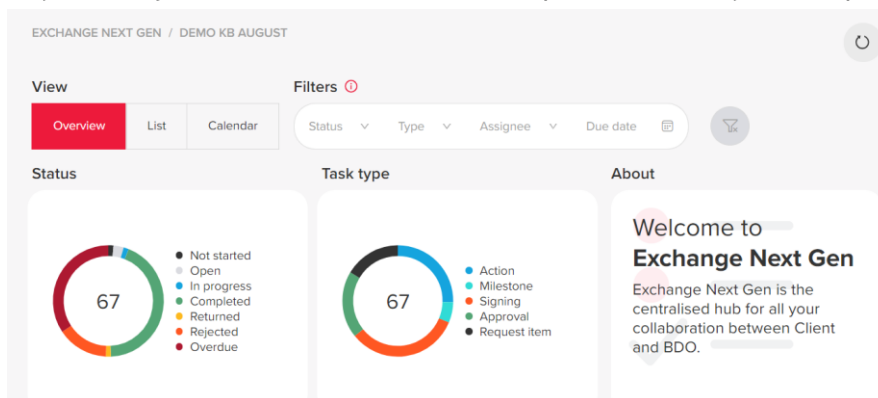 EXCHANGE NEXT GEN / DEMO KB AUGUST
View
Filters
Overview
List
Calendar
Status
Type
Assignee
Due date
Status
Task type
About
67
Not started
Open
In progress
Completed
Returned
Rejected
Overdue
67
Action
Milestone
Signing
Approval
Request item
Welcome to
Exchange Next Gen
Exchange Next Gen is the
centralised hub for all your
collaboration between Client
and BDO.